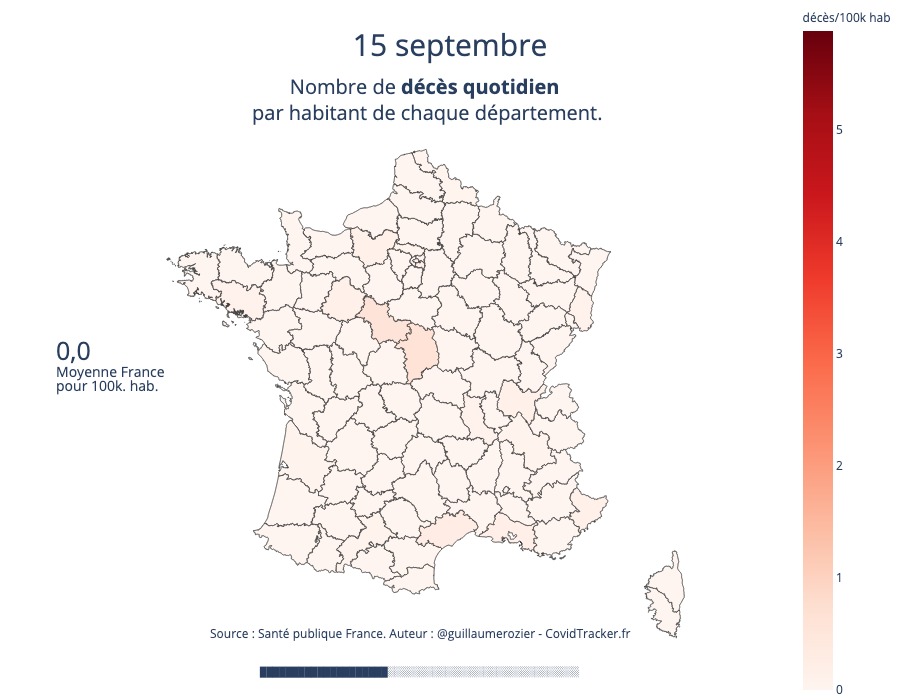 décès/100k hab
15 septembre
Nombre de décès quotidien
par habitant de chaque département.
5
4
3
2
1
0
0,0
Moyenne France
pour 100k. hab.
Source : Santé publique France. Auteur : @guillaumerozier - CovidTracker.fr